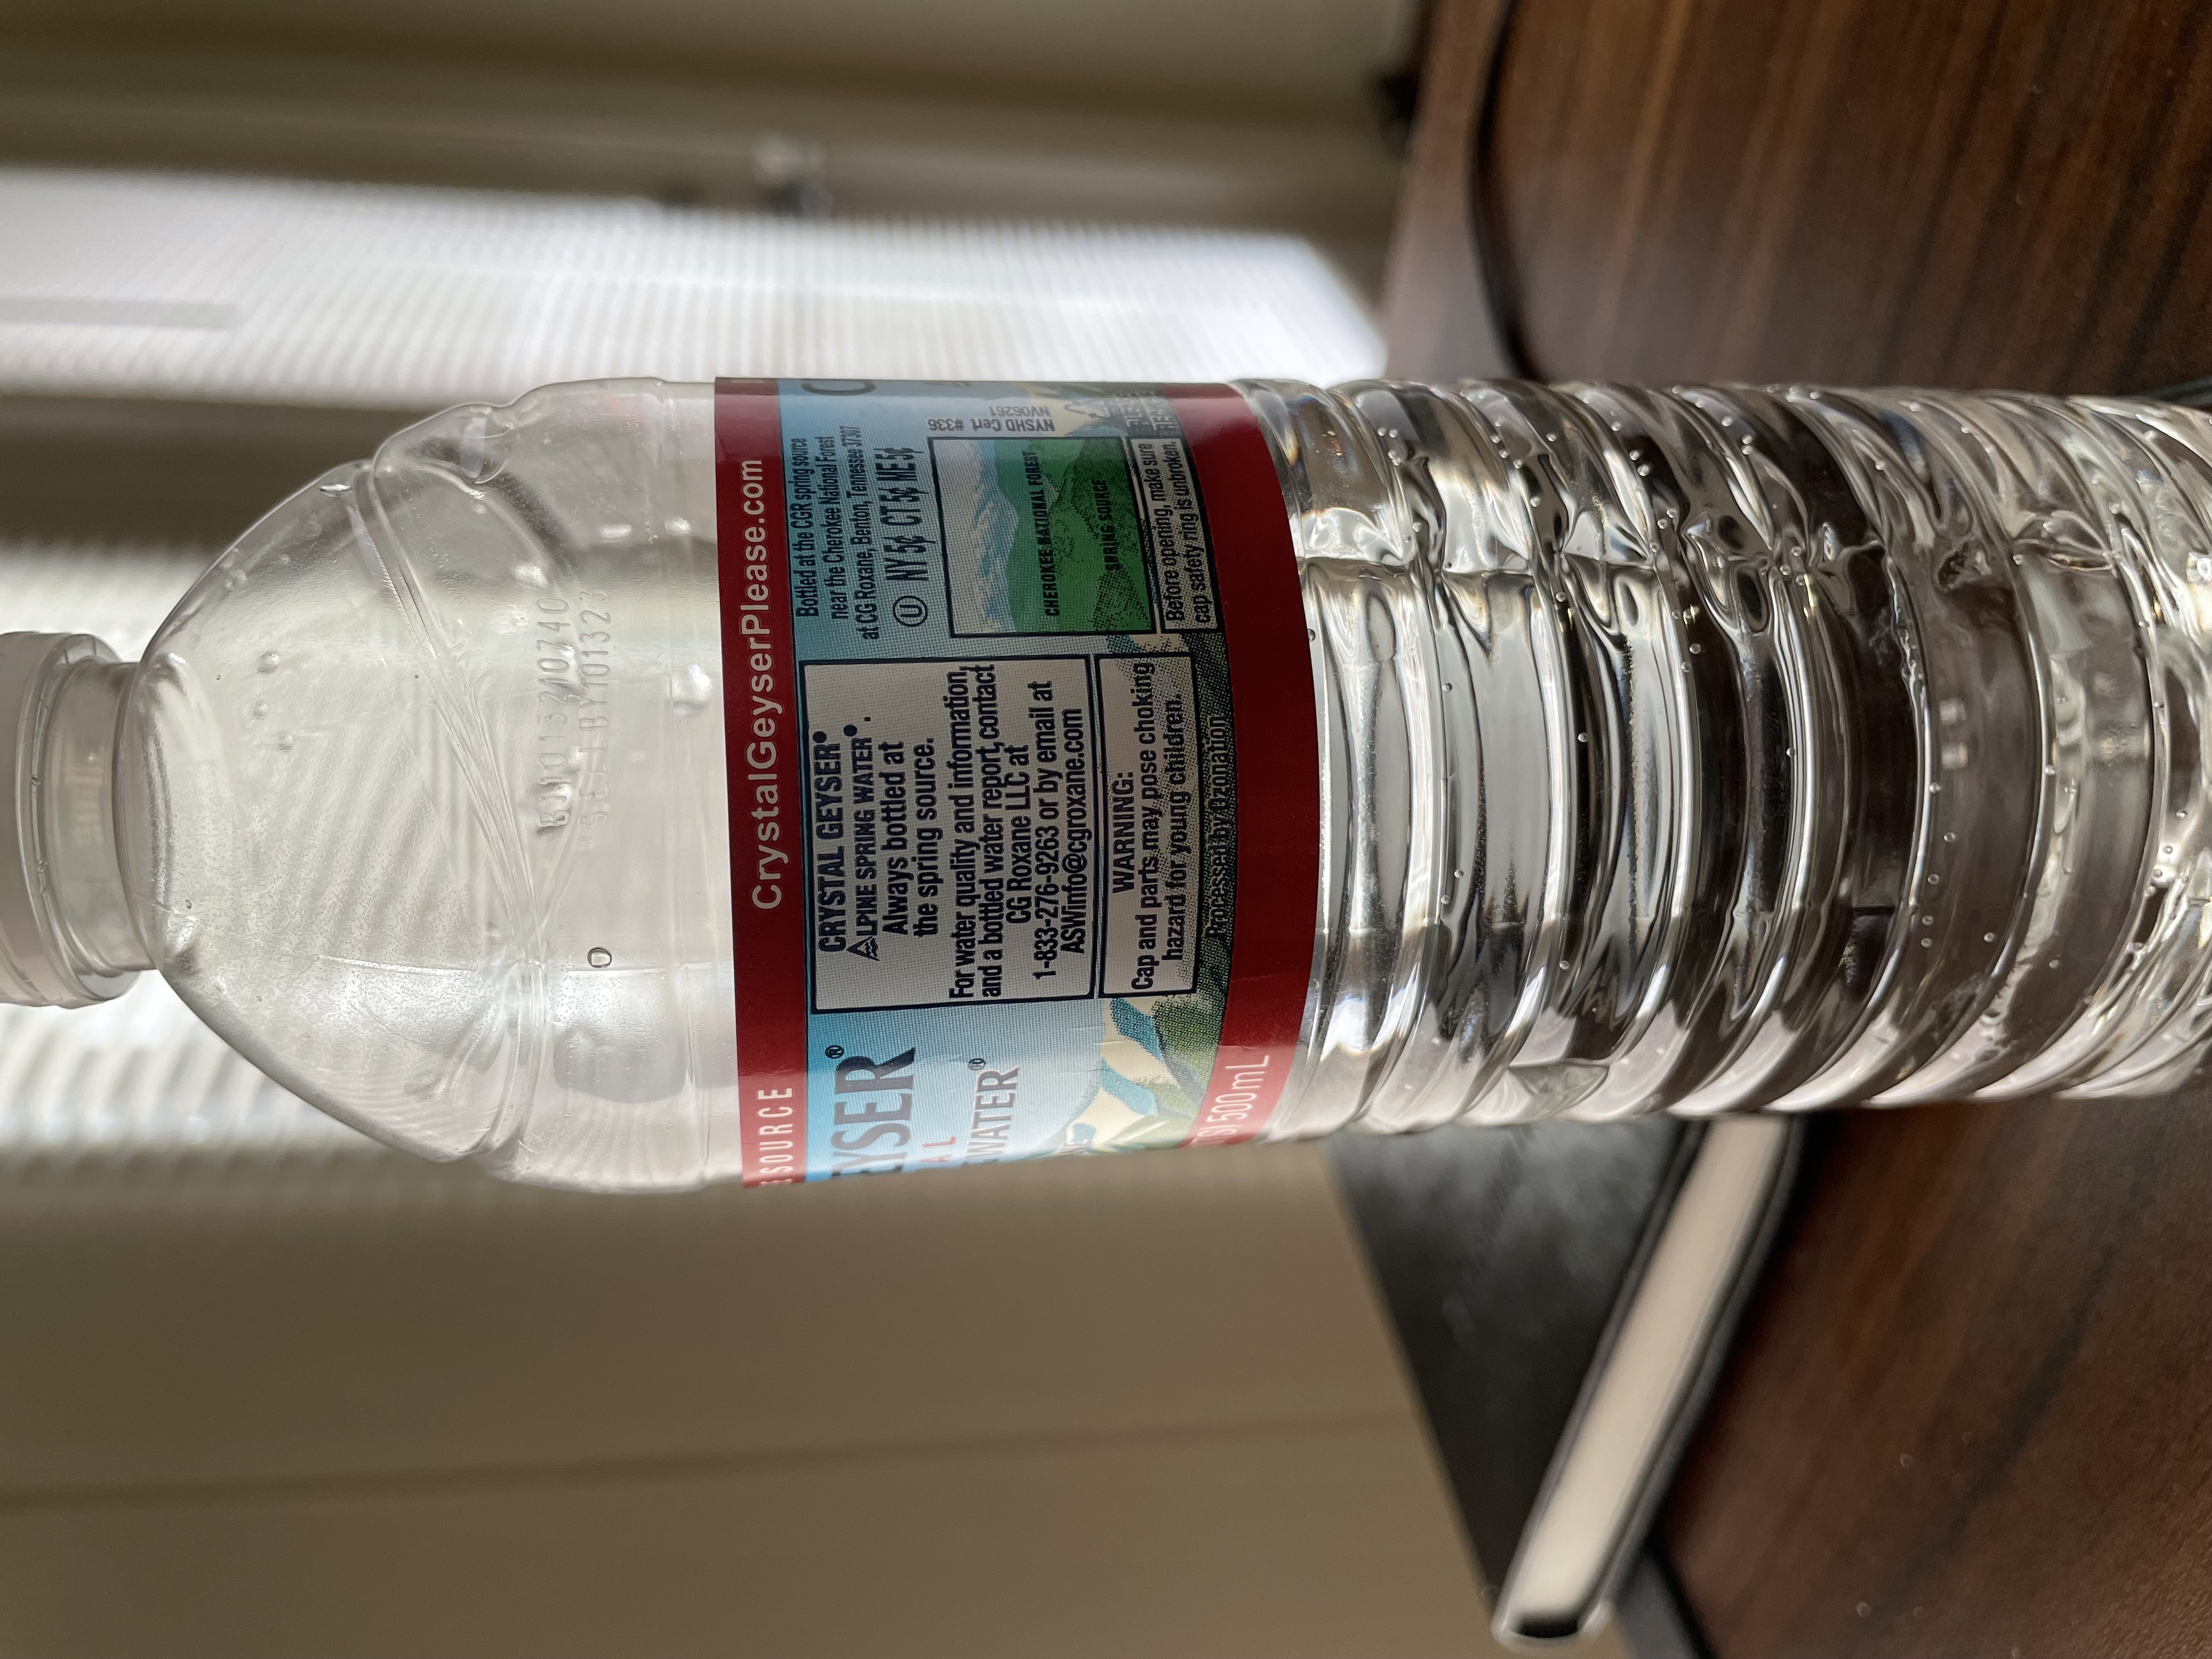 SOURCE
CrystalGeyserPlease.com
EYSER®
AL
WATER®
SI 500mL
CRYSTAL GEYSER®
ALPINE SPRING WATER®.
Always bottled at
the spring source.
For water quality and information,
and a bottled water report, contact
CG Roxane LLC at
1-833-276-9263 or by email at
ASWinfo@cgroxane.com
WARNING:
Cap and parts may pose choking
hazard for young children.
Processed by Ozonation
Bottled at the CGR spring source
near the Cherokee National Forest
at CG Roxane, Benton, Tennessee 37307
U NY 5¢ CT 5¢ ME 5¢
CHEROKEE NATIONAL FOREST
SPRING SOURCE
Before opening, make sure
cap safety ring is unbroken.
NYSHD Cert #336
NV06261
SELLBY101323